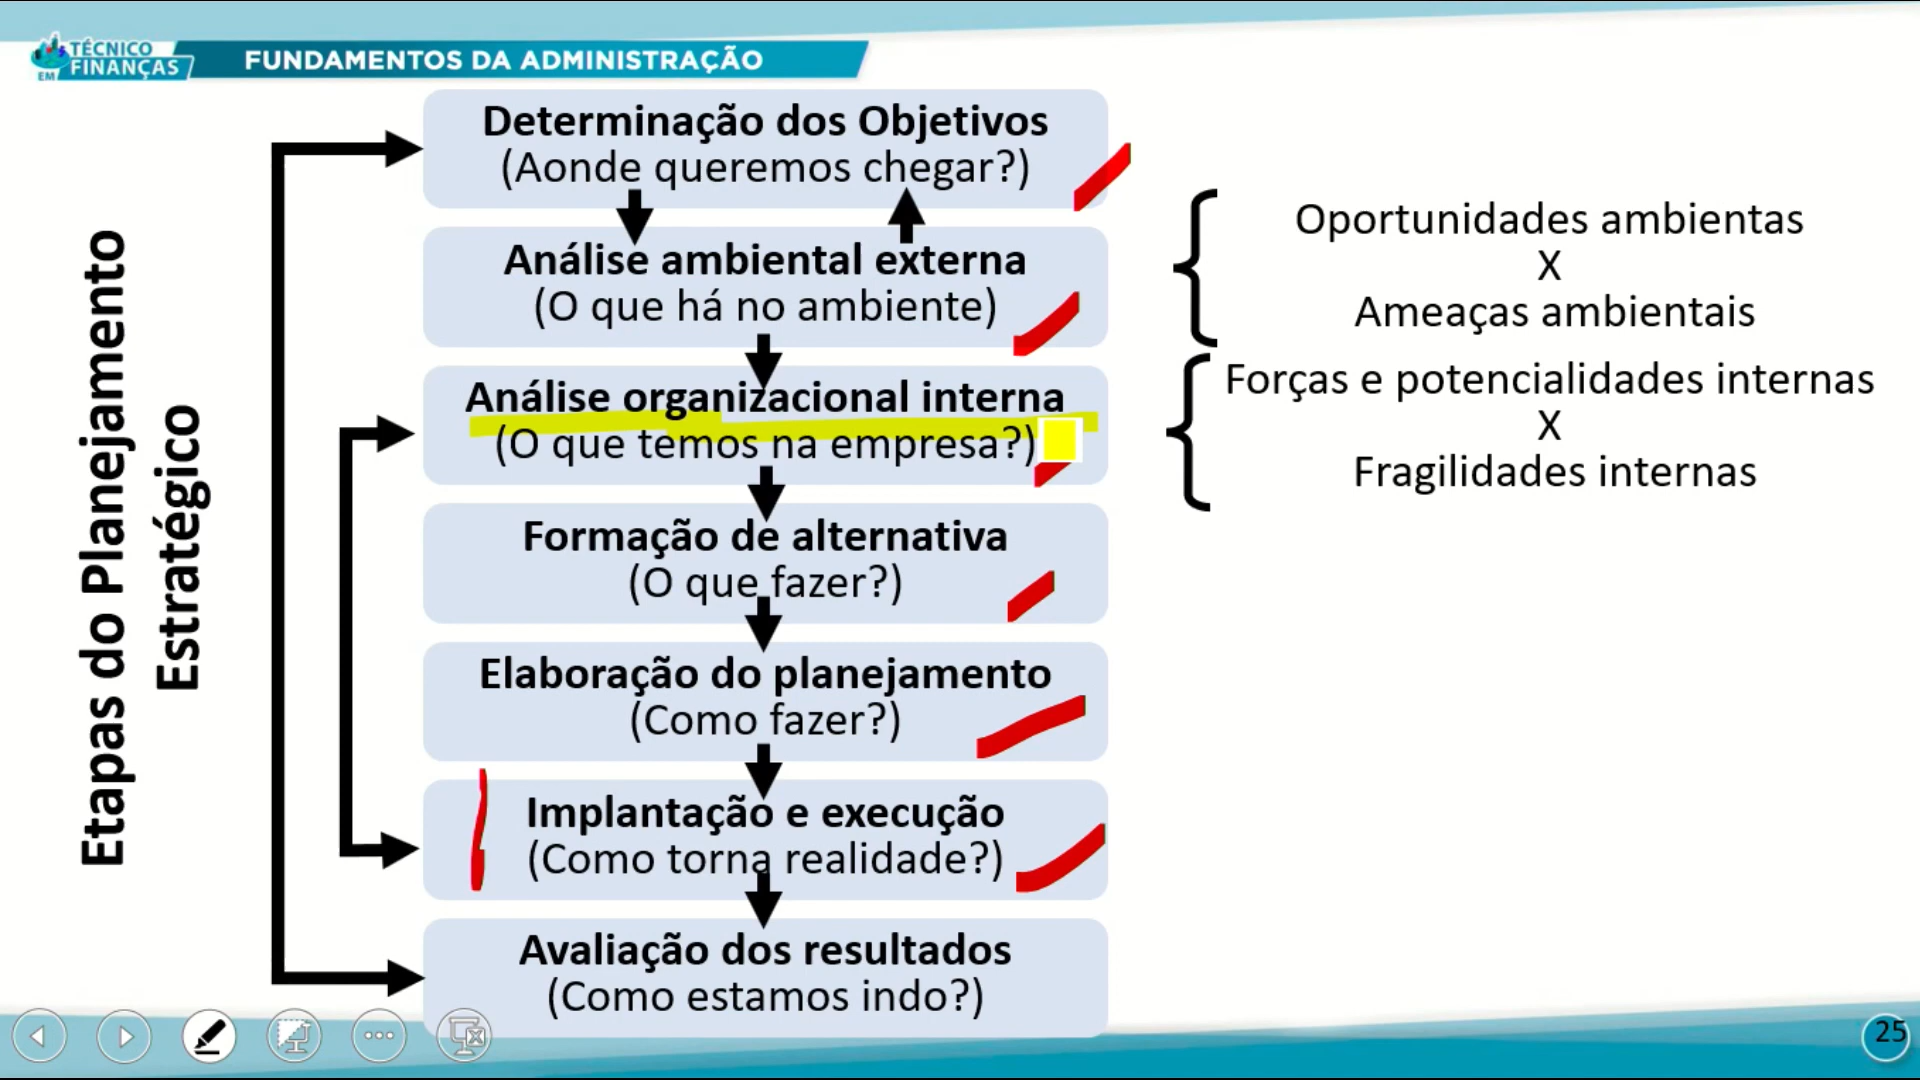 TÉCNICO
EM FINANÇAS
FUNDAMENTOS DA ADMINISTRAÇÃO
Etapas do Planejamento
Estratégico
Determinação dos Objetivos
(Aonde queremos chegar?)
Análise ambiental externa
(O que há no ambiente)
Análise organizacional interna
(O que temos na empresa?)
Formação de alternativa
(O que fazer?)
Elaboração do planejamento
(Como fazer?)
Implantação e execução
(Como torna realidade?)
Avaliação dos resultados
(Como estamos indo?)
Oportunidades ambientas
X
Ameaças ambientais
Forças e potencialidades internas
X
Fragilidades internas
25